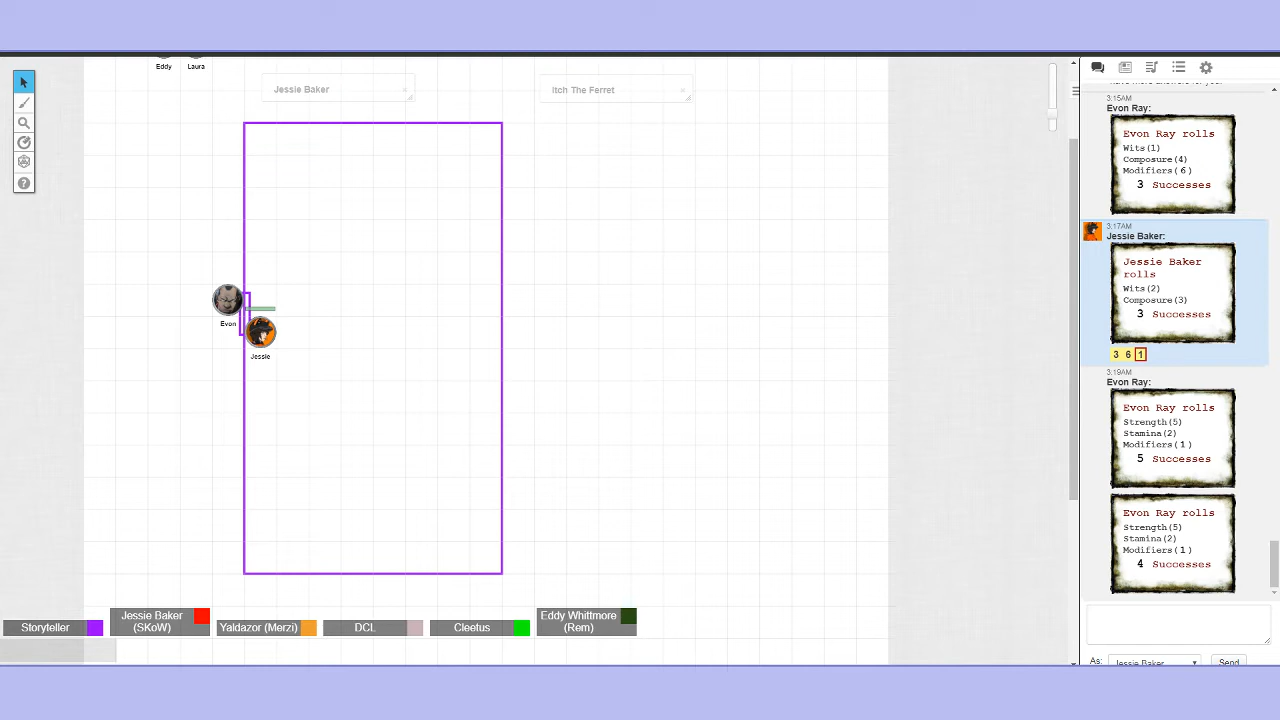 Eddy
Laura
Jessie Baker
Itch The Ferret
Evon
Jessie
Storyteller
Jessie Baker
(SKoW)
Yaldazor (Merzi)
DCL
Cleetus
Eddy Whittmore
(Rem)
3:15AM
Evon Ray:
Evon Ray rolls
Wits(1)
Composure(4)
Modifiers(6)
3 Successes
3:17AM
Jessie Baker:
Jessie Baker
rolls
Wits(2)
Composure(3)
3 Successes
3 6 1
3:19AM
Evon Ray:
Evon Ray rolls
Strength(5)
Stamina(2)
Modifiers(1)
5 Successes
Evon Ray rolls
Strength(5)
Stamina(2)
Modifiers(1)
4 Successes
As:
Jessie Baker
Send